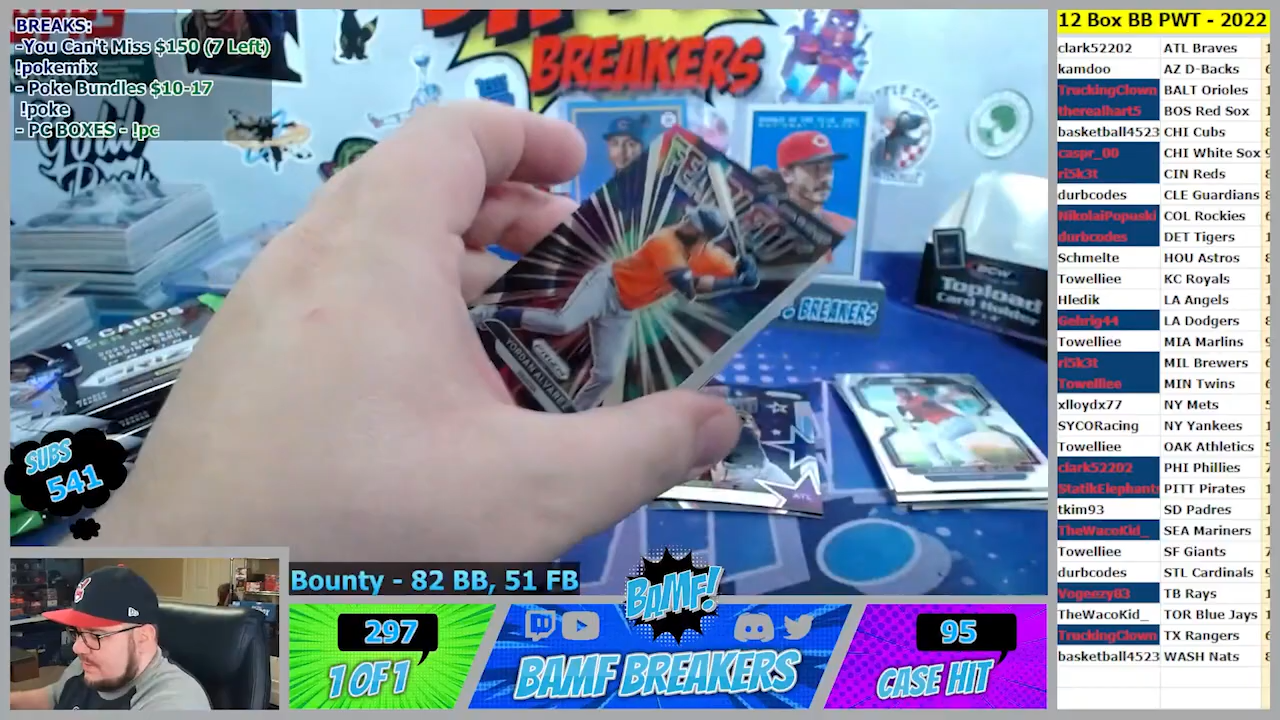 BREAKS:
-You Can't Miss $150 (7 Left)
!pokemix
- Poke Bundles $10-17
!poke
- PC BOXES - !pc
BREAKERS
12 Box BB PWT - 2022
clark52202 ATL Braves
kamdoo AZ D-Backs
TruckingClown BALT Orioles
therealhart5 BOS Red Sox
basketball4523 CHI Cubs
caspr_00 CHI White Sox
ri5k3t CIN Reds
durbcodes CLE Guardians
NikolaiPopuski COL Rockies
durbcodes DET Tigers
Schmelte HOU Astros
Towelliee KC Royals
Hledik LA Angels
Gehrig44 LA Dodgers
Towelliee MIA Marlins
ri5k3t MIL Brewers
Towelliee MIN Twins
xlloydx77 NY Mets
SYCORacing NY Yankees
Towelliee OAK Athletics
clark52202 PHI Phillies
StatikElephant PITT Pirates
tkim93 SD Padres
TheWacoKid_ SEA Mariners
Towelliee SF Giants
durbcodes STL Cardinals
Vogeezy83 TB Rays
TheWacoKid_ TOR Blue Jays
TruckingClown TX Rangers
basketball4523 WASH Nats
YORDAN ALVAREZ
BREAKERS
Topload
Card Holder
CARDS
SUBS
541
Bounty - 82 BB, 51 FB
BAMF!
297
1 OF 1
BAMF BREAKERS
95
CASE HIT